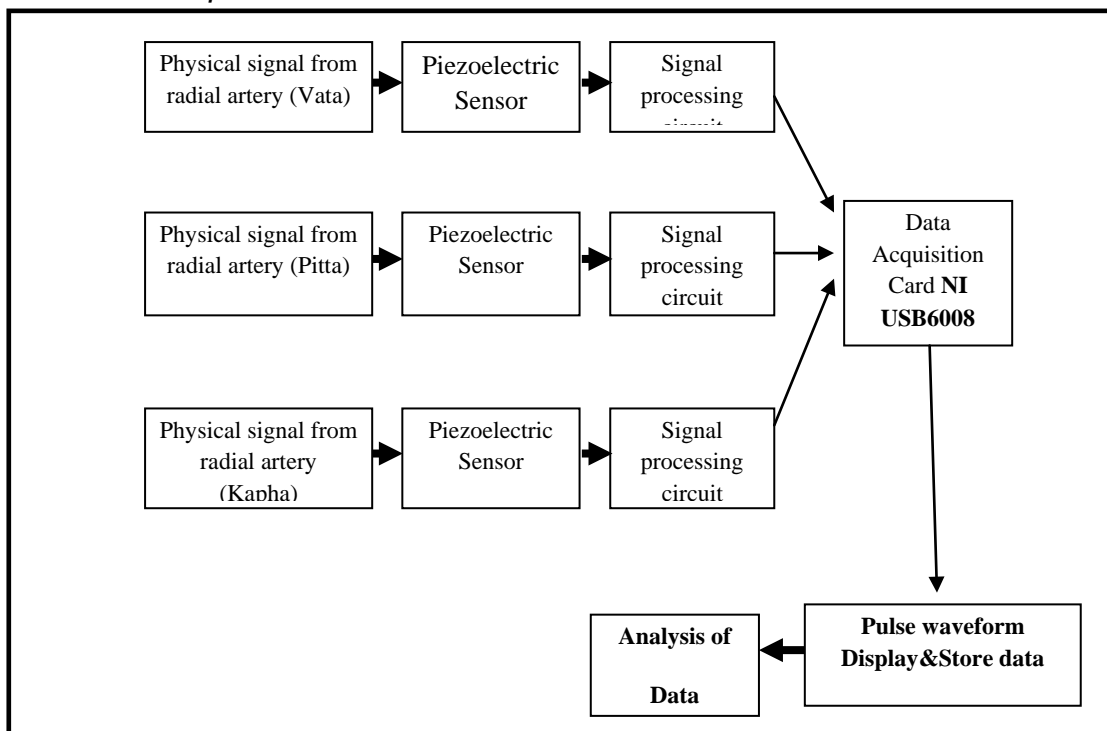 Physical signal from
radial artery (Vata)
Piezoelectric
Sensor
Signal
processing
circuit
Physical signal from
radial artery (Pitta)
Piezoelectric
Sensor
Signal
processing
circuit
Data
Acquisition
Card NI
USB6008
Physical signal from
radial artery
(Kapha)
Piezoelectric
Sensor
Signal
processing
circuit
Analysis of
Data
Pulse waveform
Display&Store data